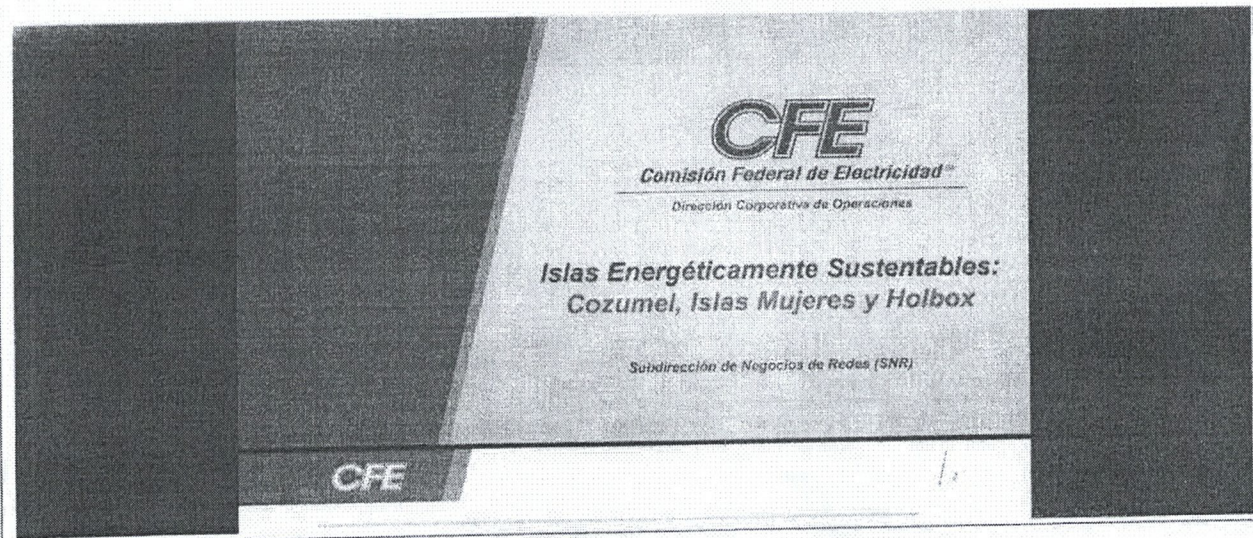 CFE
Comisión Federal de Electricidad
Dirección Corporativa de Operaciones
Islas Energéticamente Sustentables:
Cozumel, Islas Mujeres y Holbox
Subdirección de Negocios de Redes (SNR)
CFE